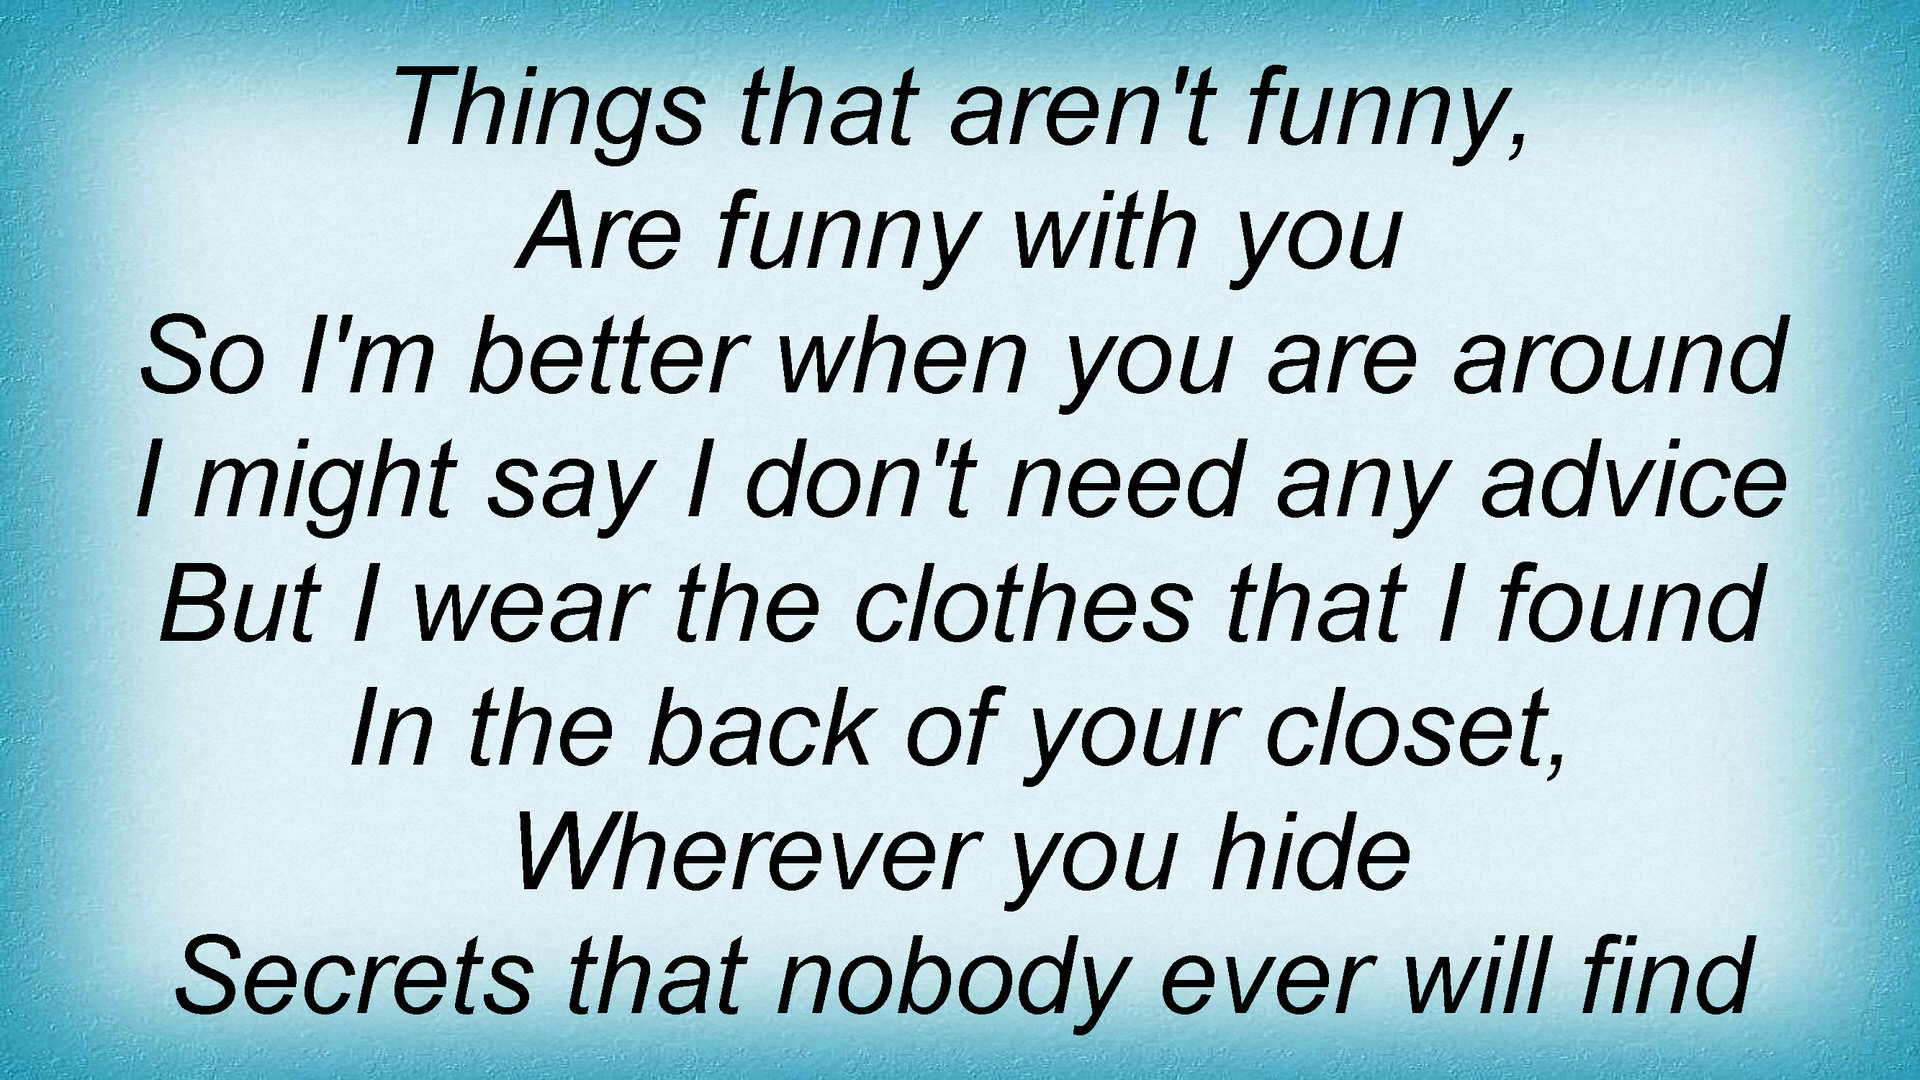 Things that aren't funny,
Are funny with you
So I'm better when you are around
I might say I don't need any advice
But I wear the clothes that I found
In the back of your closet,
Wherever you hide
Secrets that nobody ever will find